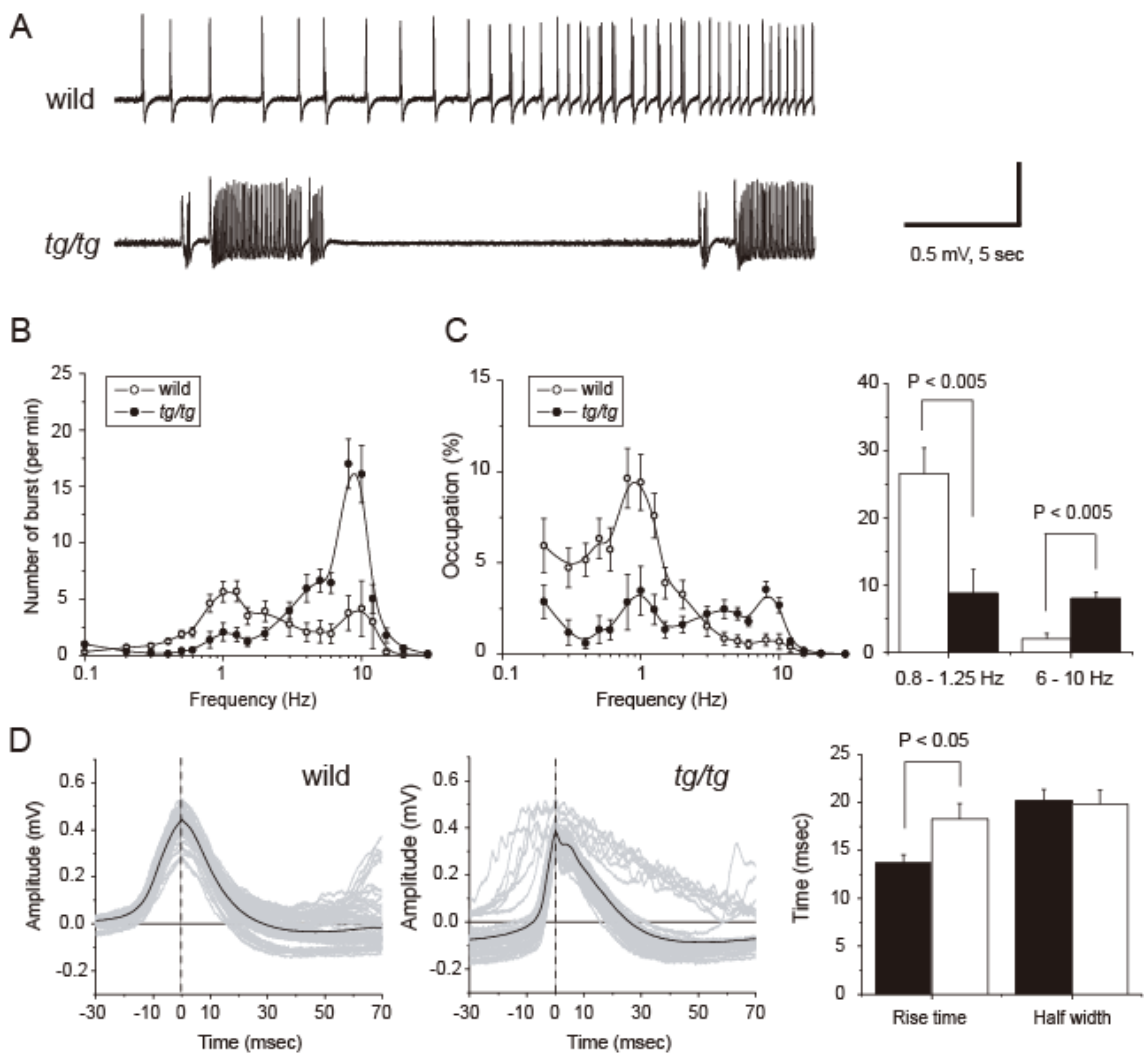 A
wild
tg/tg
0.5 mV, 5 sec
B
25
20
15
10
5
0
Number of burst (per min)
wild
tg/tg
0.1
1
10
Frequency (Hz)
C
15
10
5
0
Occupation (%)
wild
tg/tg
0.1
1
10
Frequency (Hz)
40
30
20
10
0
P < 0.005
P < 0.005
0.8 - 1.25 Hz
6 - 10 Hz
D
0.6
0.4
0.2
0.0
-0.2
Amplitude (mV)
wild
-30
-10
0
10
30
50
70
Time (msec)
0.6
0.4
0.2
0.0
-0.2
Amplitude (mV)
tg/tg
-30
-10
0
10
30
50
70
Time (msec)
25
20
15
10
5
0
Time (msec)
P < 0.05
Rise time
Half width